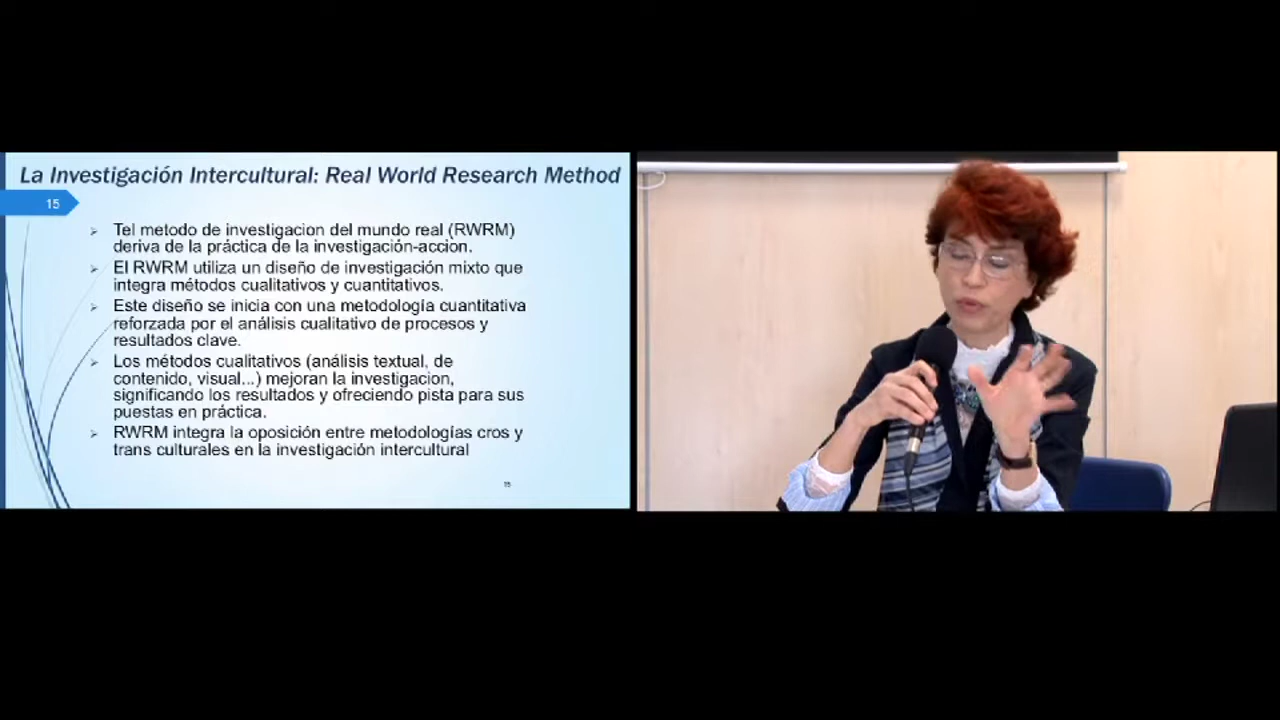 La Investigación Intercultural: Real World Research Method
15
Tel metodo de investigacion del mundo real (RWRM)
deriva de la práctica de la investigación-accion.
El RWRM utiliza un diseño de investigación mixto que
integra métodos cualitativos y cuantitativos.
Este diseño se inicia con una metodología cuantitativa
reforzada por el análisis cualitativo de procesos y
resultados clave.
Los métodos cualitativos (análisis textual, de
contenido, visual...) mejoran la investigacion,
significando los resultados y ofreciendo pista para sus
puestas en práctica.
RWRM integra la oposición entre metodologías cros y
trans culturales en la investigación intercultural
15